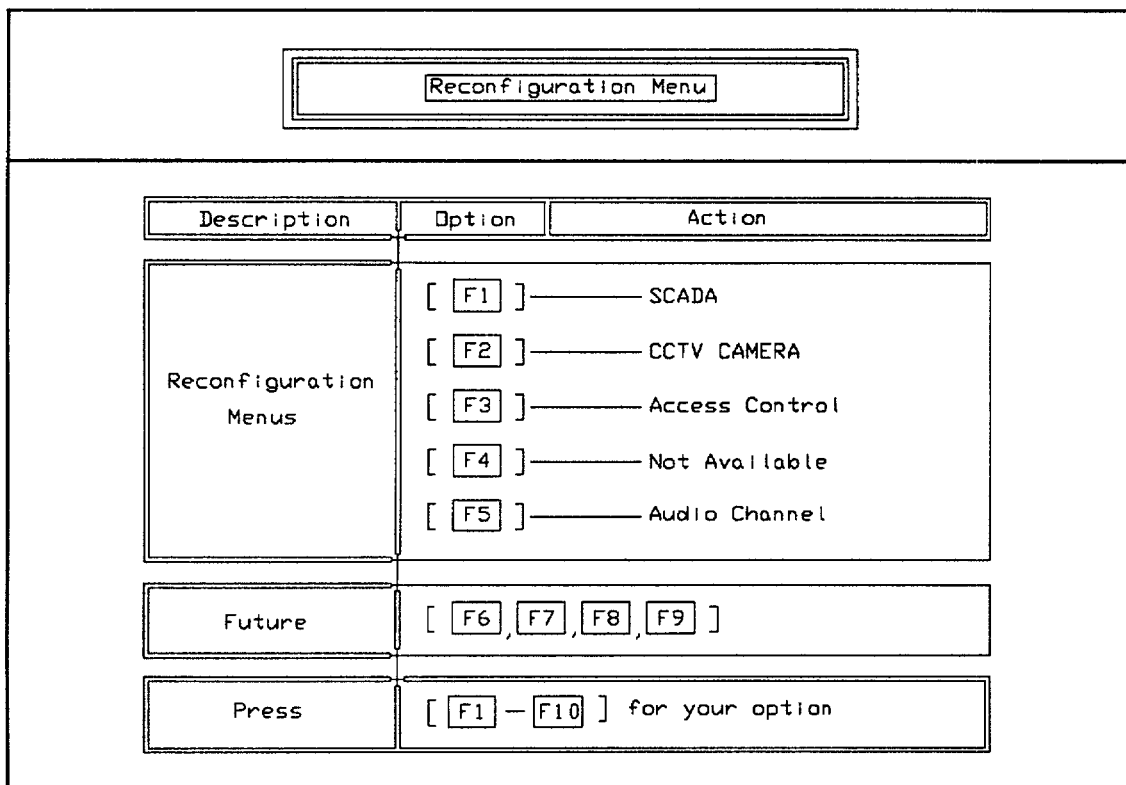 Reconfiguration Menu
Description Option Action
[ F1 ] SCADA
[ F2 ] CCTV CAMERA
Reconfiguration
Menus
[ F3 ] Access Control
[ F4 ] Not Available
[ F5 ] Audio Channel
Future [ F6, F7, F8, F9 ]
Press [ F1 — F10 ] for your option